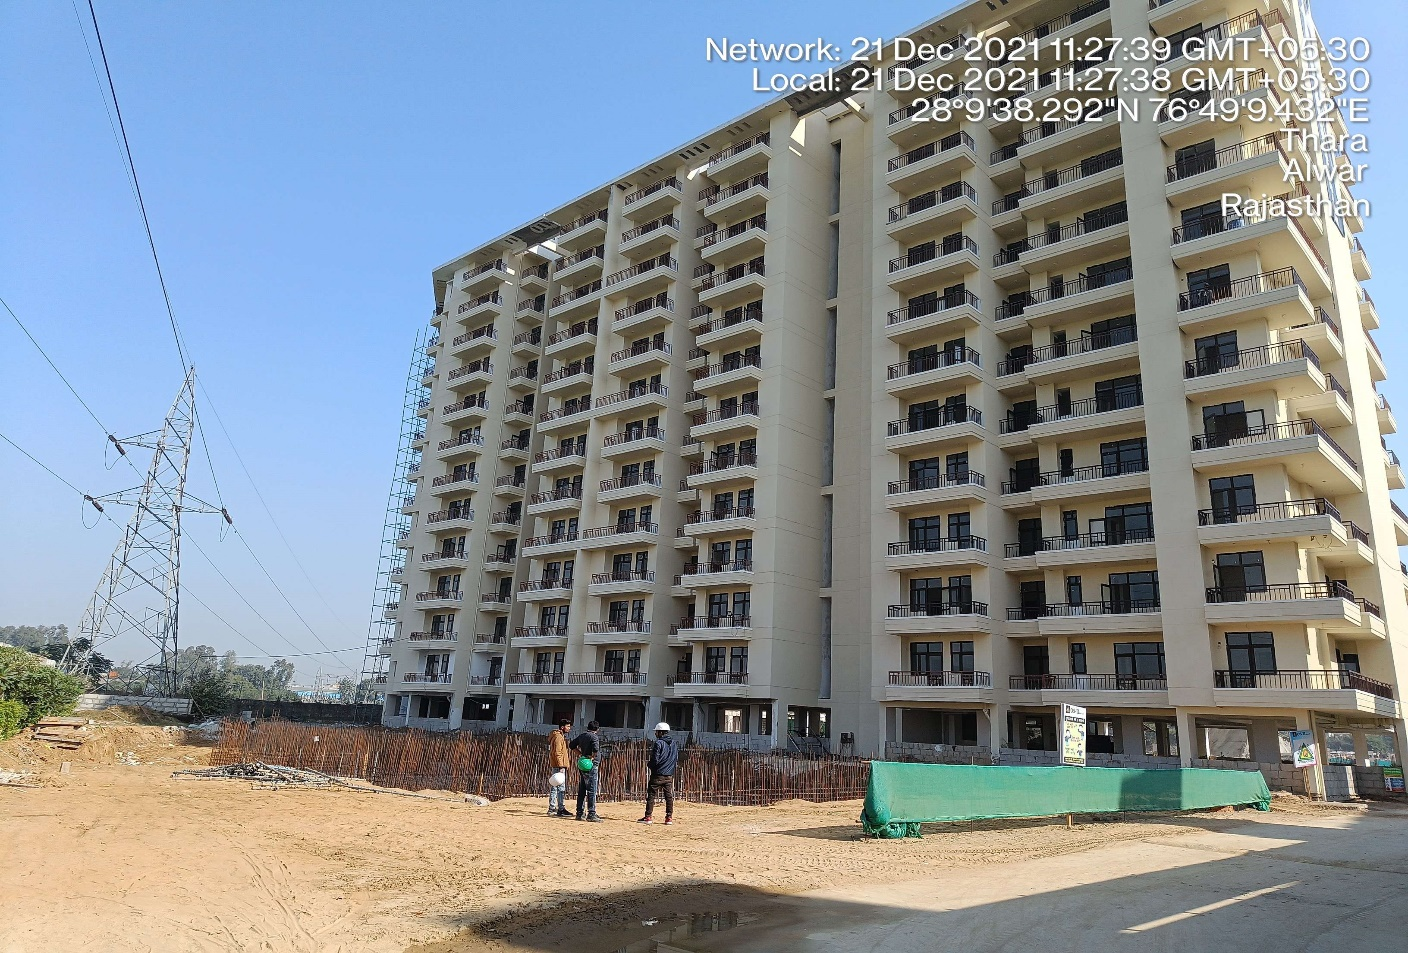 Network: 21 Dec 2021 11:27:39 GMT+05:30
Local: 21 Dec 2021 11:27:38 GMT+05:30
28°9'38.292"N 76°49'9.432"E
Thara
Alwar
Rajasthan